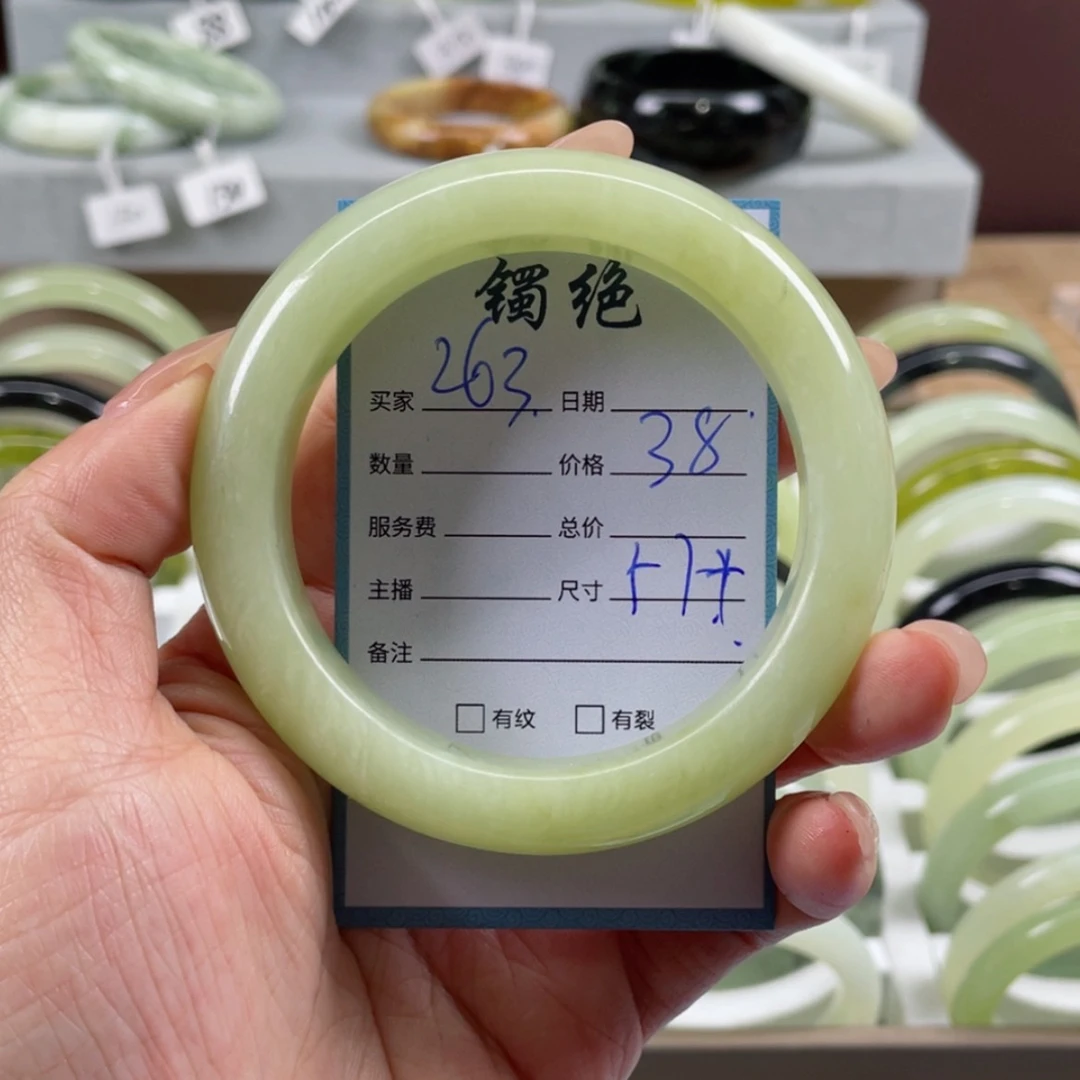 镯绝
买家 263. 日期
数量 价格 38
服务费 总价
主播 尺寸 57+
备注
□有纹 □有裂